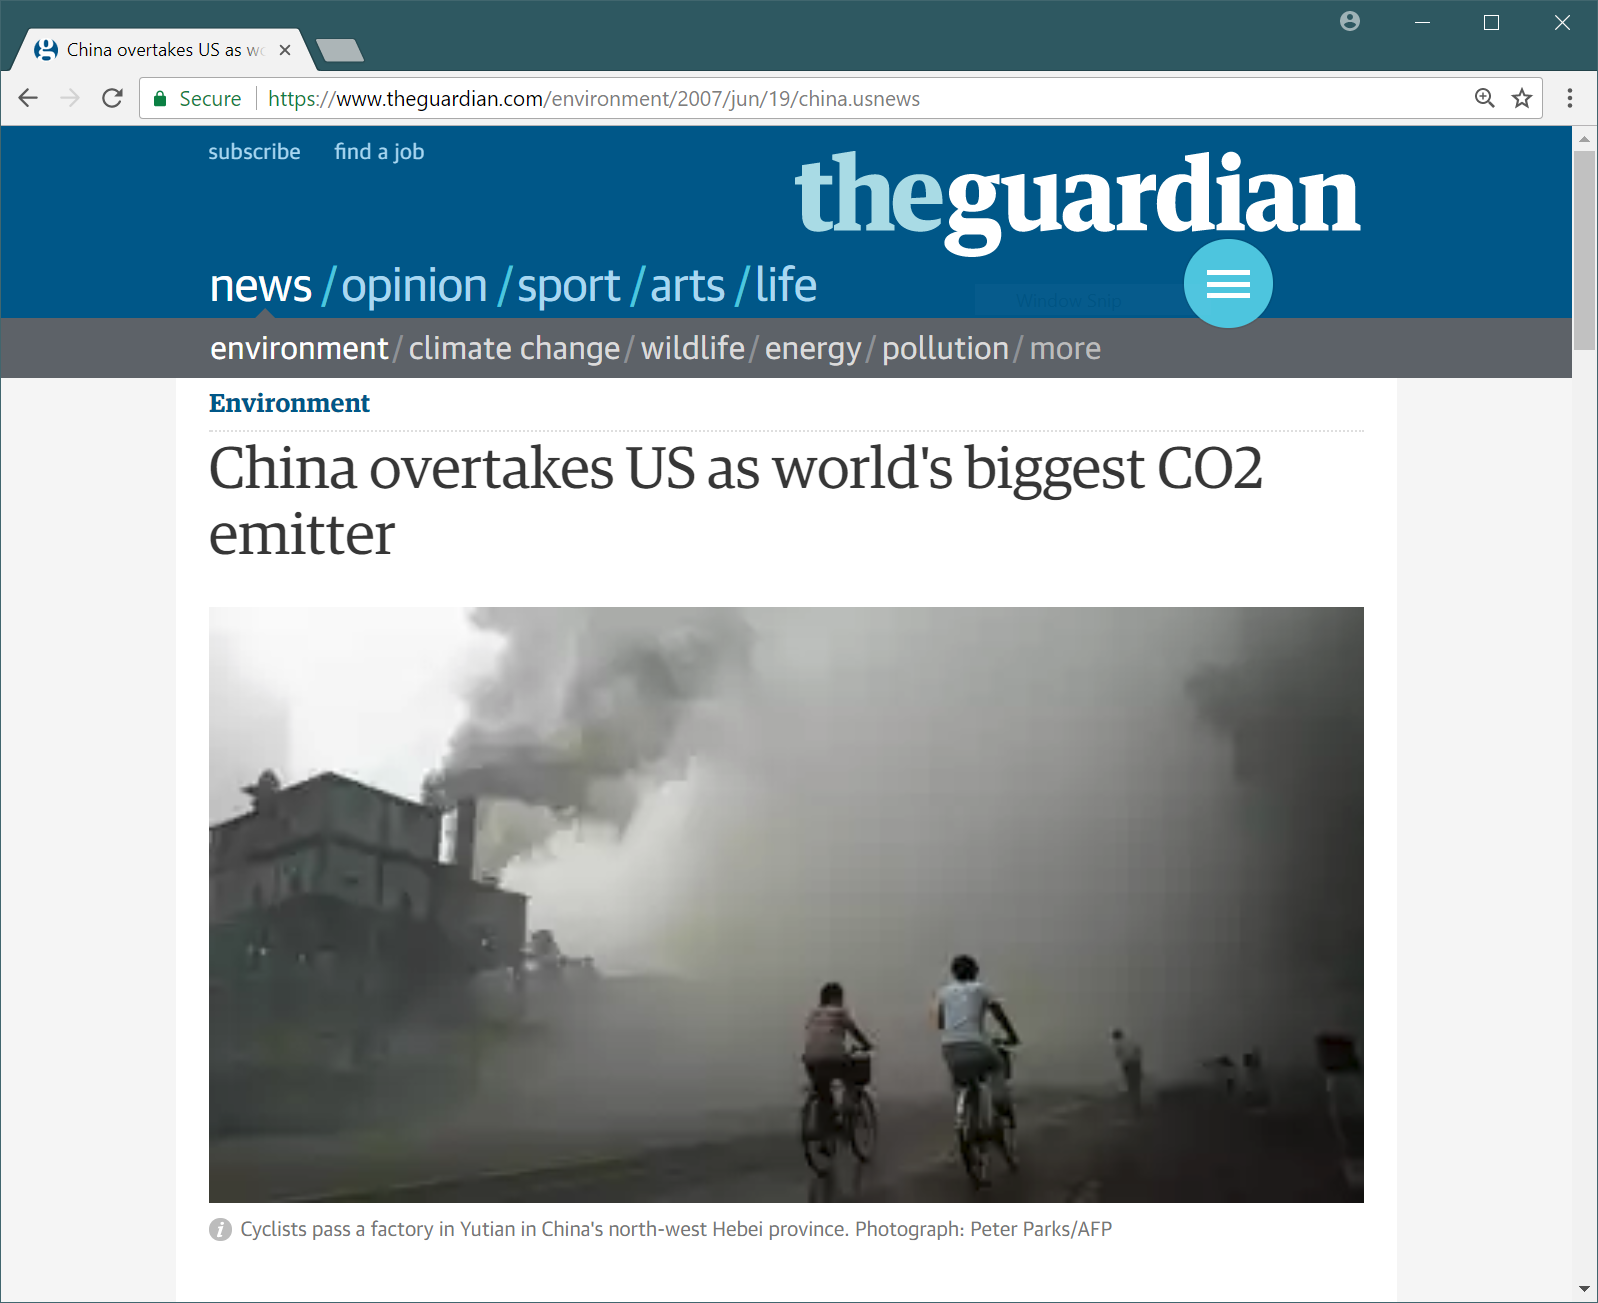 China overtakes US as wo
Secure
https://www.theguardian.com/environment/2007/jun/19/china.usnews
subscribe find a job
theguardian
news / opinion / sport / arts / life
Window Snip
environment / climate change / wildlife / energy / pollution / more
Environment
China overtakes US as world's biggest CO2
emitter
Cyclists pass a factory in Yutian in China's north-west Hebei province. Photograph: Peter Parks/AFP